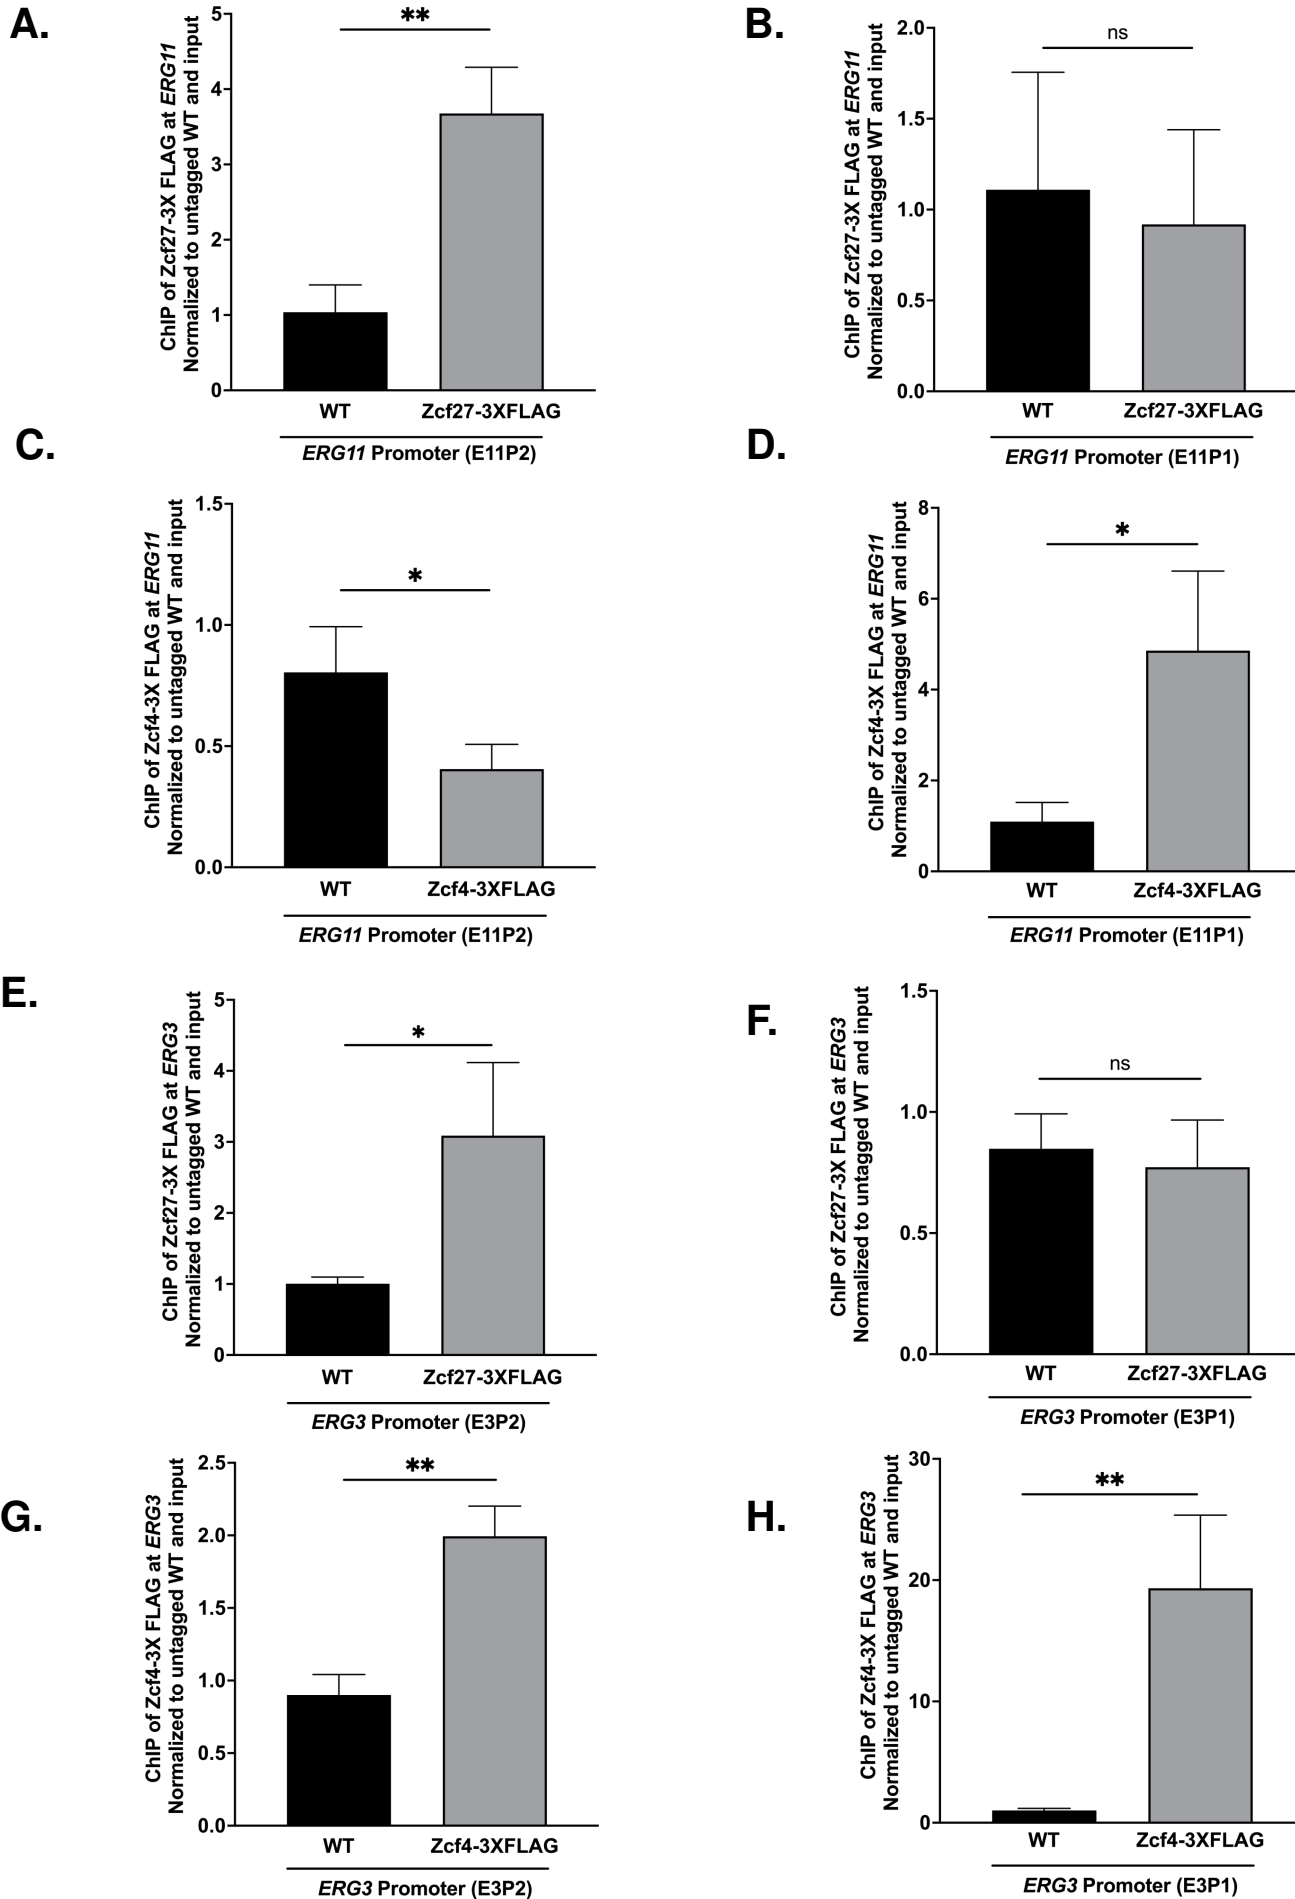 A.
ChIP of Zcf27-3X FLAG at ERG11
Normalized to untagged WT and input
5
4
3
2
1
0
**
WT Zcf27-3XFLAG
ERG11 Promoter (E11P2)
B.
ChIP of Zcf27-3X FLAG at ERG11
Normalized to untagged WT and input
2.0
1.5
1.0
0.5
0.0
ns
WT Zcf27-3XFLAG
ERG11 Promoter (E11P1)
C.
ChIP of Zcf4-3X FLAG at ERG11
Normalized to untagged WT and input
1.5
1.0
0.5
0.0
*
WT Zcf4-3XFLAG
ERG11 Promoter (E11P2)
D.
ChIP of Zcf4-3X FLAG at ERG11
Normalized to untagged WT and input
8
6
4
2
0
*
WT Zcf4-3XFLAG
ERG11 Promoter (E11P1)
E.
ChIP of Zcf27-3X FLAG at ERG3
Normalized to untagged WT and input
5
4
3
2
1
0
*
WT Zcf27-3XFLAG
ERG3 Promoter (E3P2)
F.
ChIP of Zcf27-3X FLAG at ERG3
Normalized to untagged WT and input
1.5
1.0
0.5
0.0
ns
WT Zcf27-3XFLAG
ERG3 Promoter (E3P1)
G.
ChIP of Zcf4-3X FLAG at ERG3
Normalized to untagged WT and input
2.5
2.0
1.5
1.0
0.5
0.0
**
WT Zcf4-3XFLAG
ERG3 Promoter (E3P2)
H.
ChIP of Zcf4-3X FLAG at ERG3
Normalized to untagged WT and input
30
20
10
0
**
WT Zcf4-3XFLAG
ERG3 Promoter (E3P1)